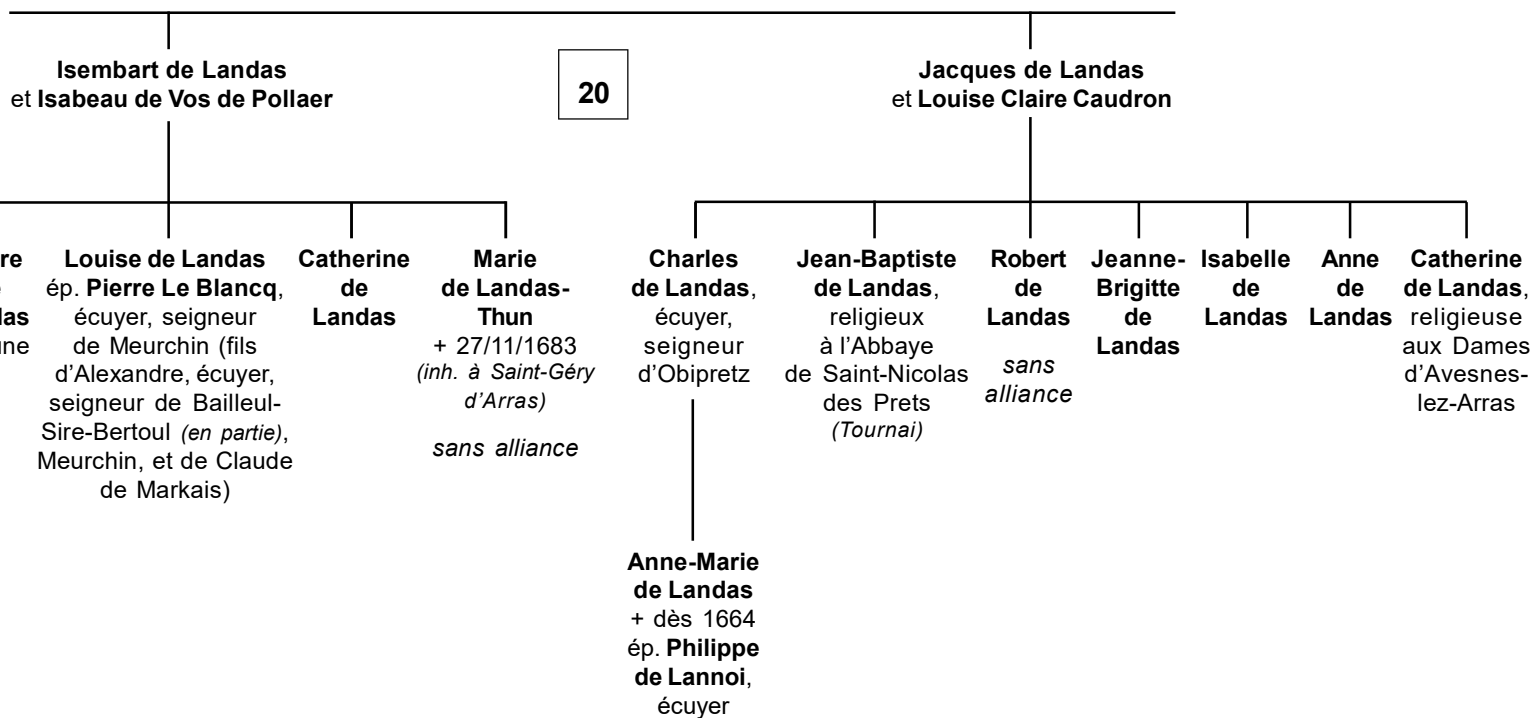 Isembart de Landas
et Isabeau de Vos de Pollaer
20
Jacques de Landas
et Louise Claire Caudron
Louise de Landas
ép. Pierre Le Blancq,
écuyer, seigneur
de Meurchin (fils
d'Alexandre, écuyer,
seigneur de Bailleul-
Sire-Bertoul (en partie),
Meurchin, et de Claude
de Markais)
Catherine
de
Landas
Marie
de Landas-
Thun
+ 27/11/1683
(inh. à Saint-Géry
d'Arras)
sans alliance
Charles
de Landas,
écuyer,
seigneur
d'Obipretz
Jean-Baptiste
de Landas,
religieux
à l'Abbaye
de Saint-Nicolas
des Prets
(Tournai)
Robert
de
Landas
sans
alliance
Jeanne-
Brigitte
de
Landas
Isabelle
de
Landas
Anne
de
Landas
Catherine
de Landas,
religieuse
aux Dames
d'Avesnes-
lez-Arras
Anne-Marie
de Landas
+ dès 1664
ép. Philippe
de Lannoi,
écuyer